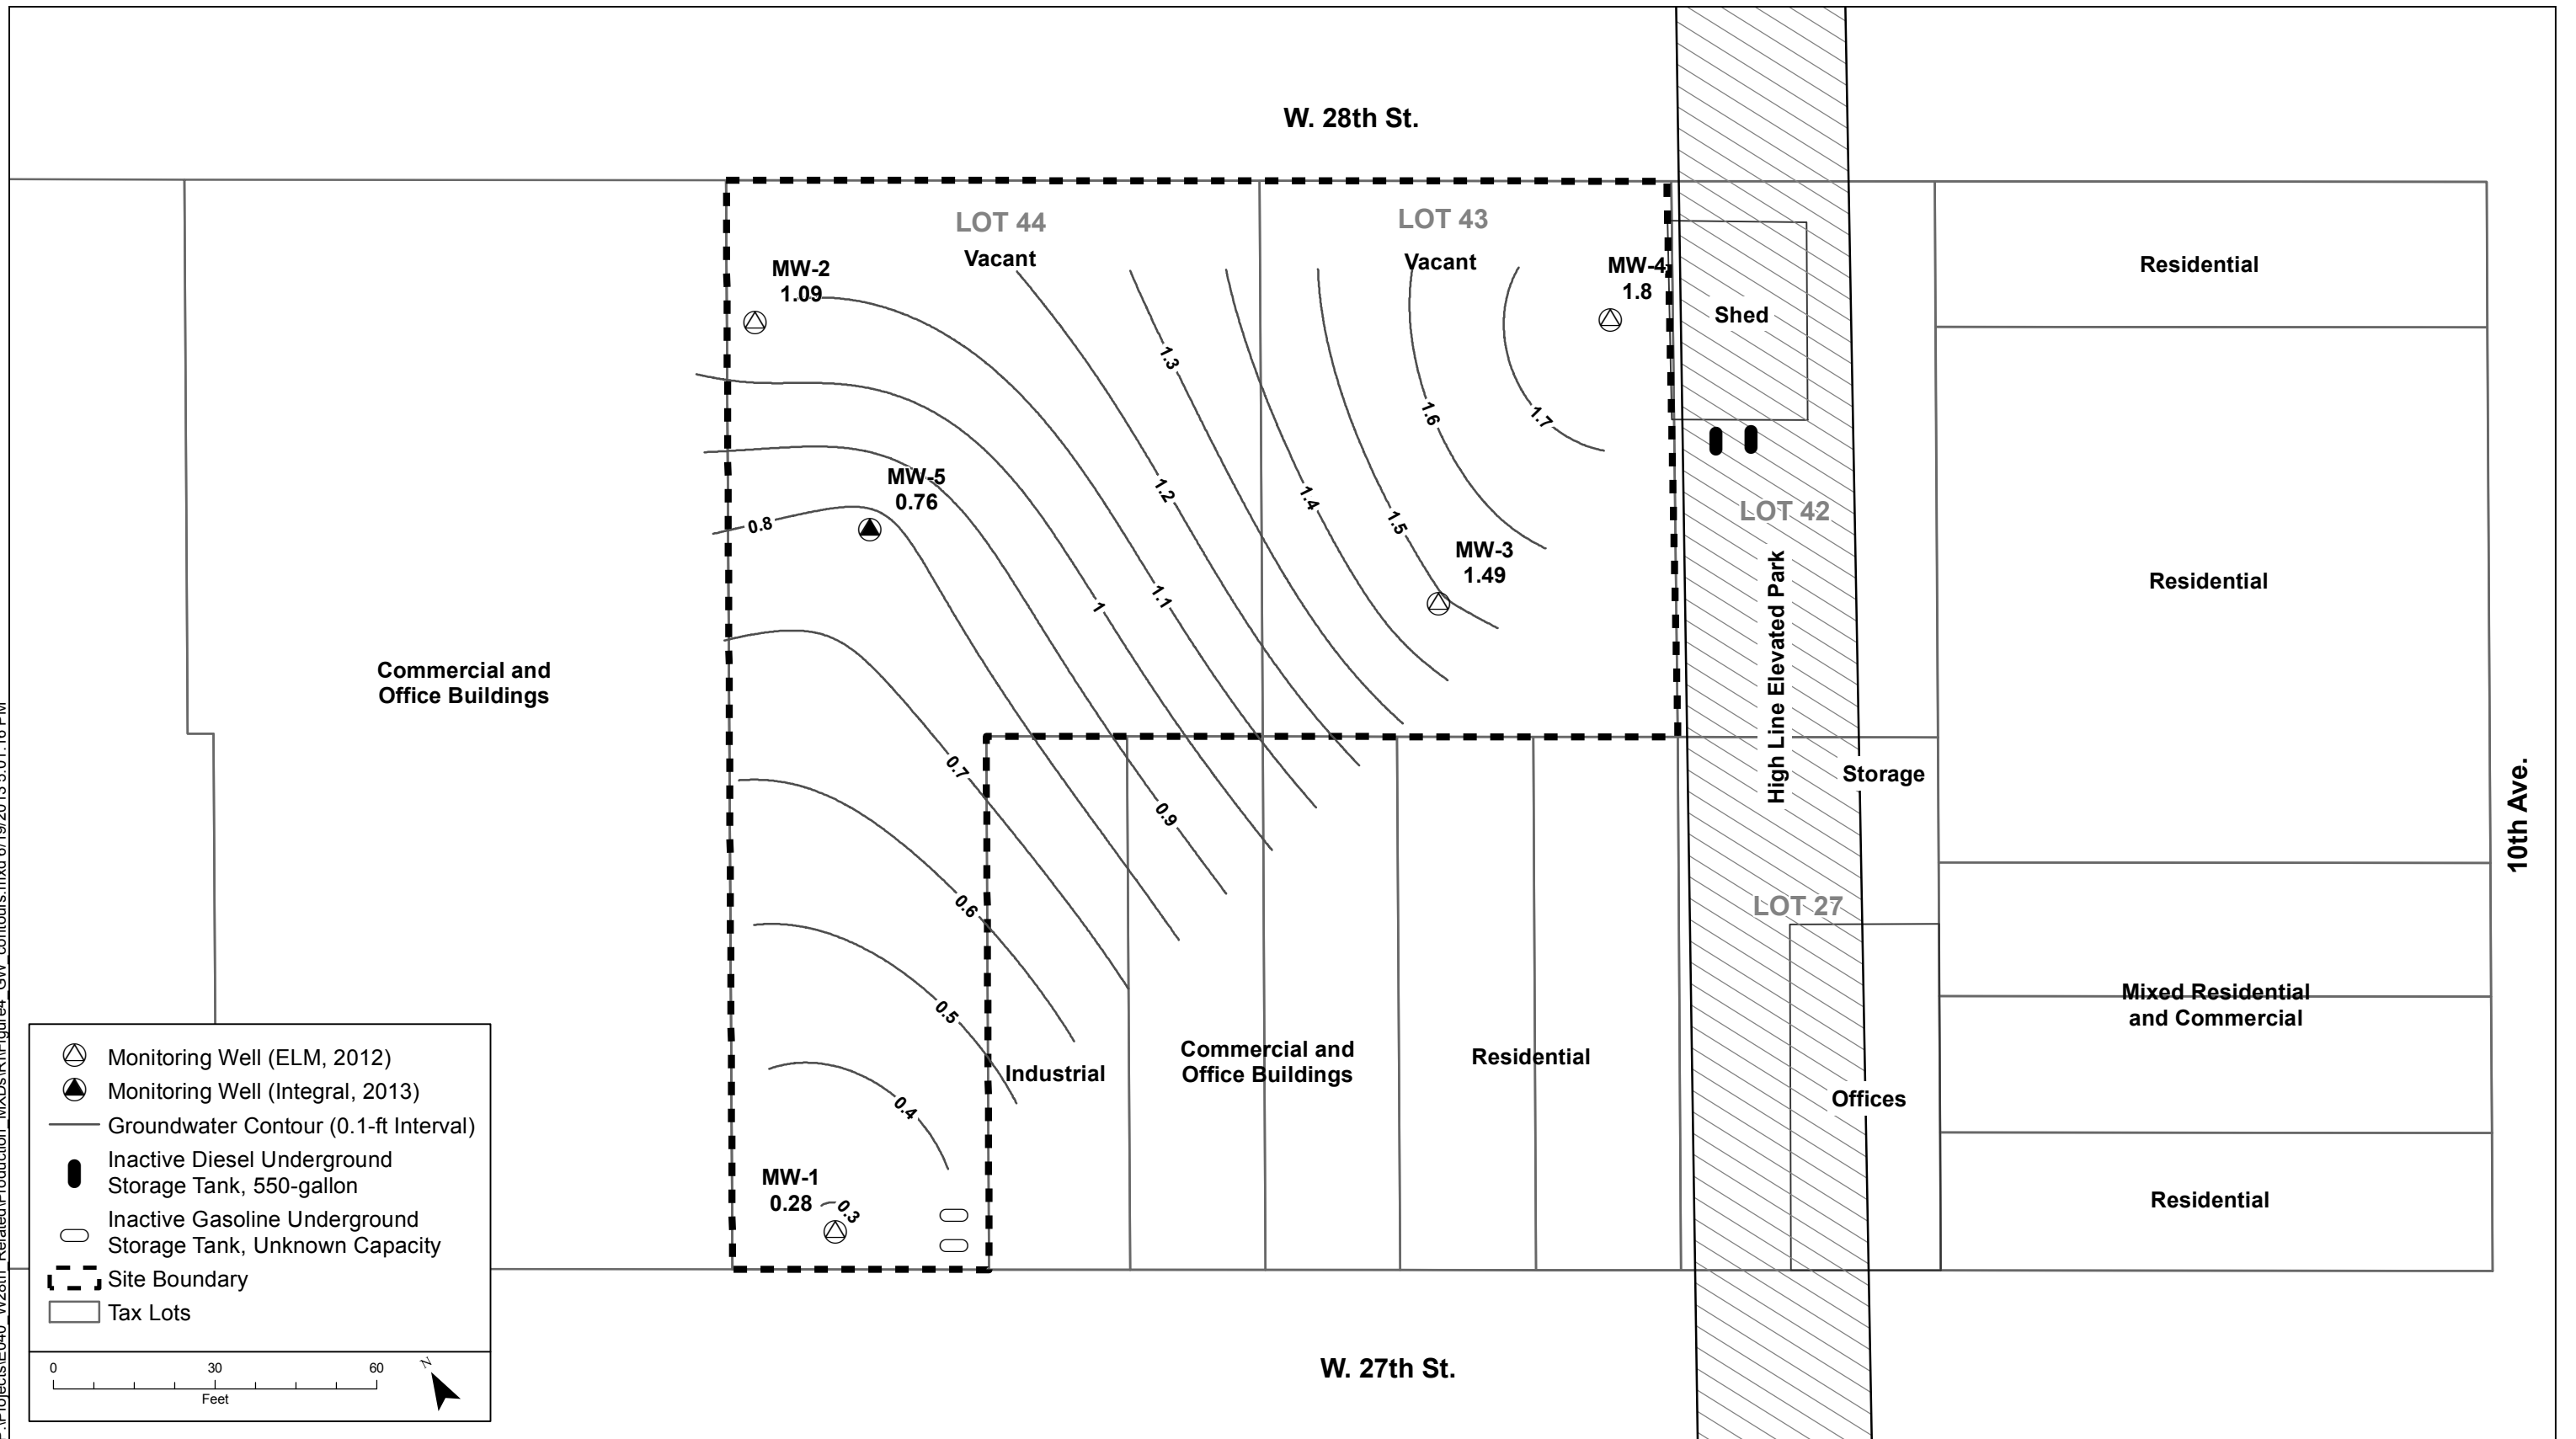 W. 28th St.
LOT 44
Vacant
LOT 43
Vacant
MW-2
1.09
MW-4
1.8
Shed
Residential
1.3
1.6
1.7
MW-5
0.76
1.2
1.4
1.5
0.8
LOT 42
MW-3
1.49
High Line Elevated Park
Residential
1
1.1
Commercial and
Office Buildings
0.7
0.9
Storage
10th Ave.
0.6
LOT 27
0.5
Mixed Residential
and Commercial
Industrial
Commercial and
Office Buildings
Residential
Offices
0.4
MW-1
0.28
0.3
Residential
Monitoring Well (ELM, 2012)
Monitoring Well (Integral, 2013)
Groundwater Contour (0.1-ft Interval)
Inactive Diesel Underground
Storage Tank, 550-gallon
Inactive Gasoline Underground
Storage Tank, Unknown Capacity
Site Boundary
Tax Lots
0 30 60
Feet
N
W. 27th St.